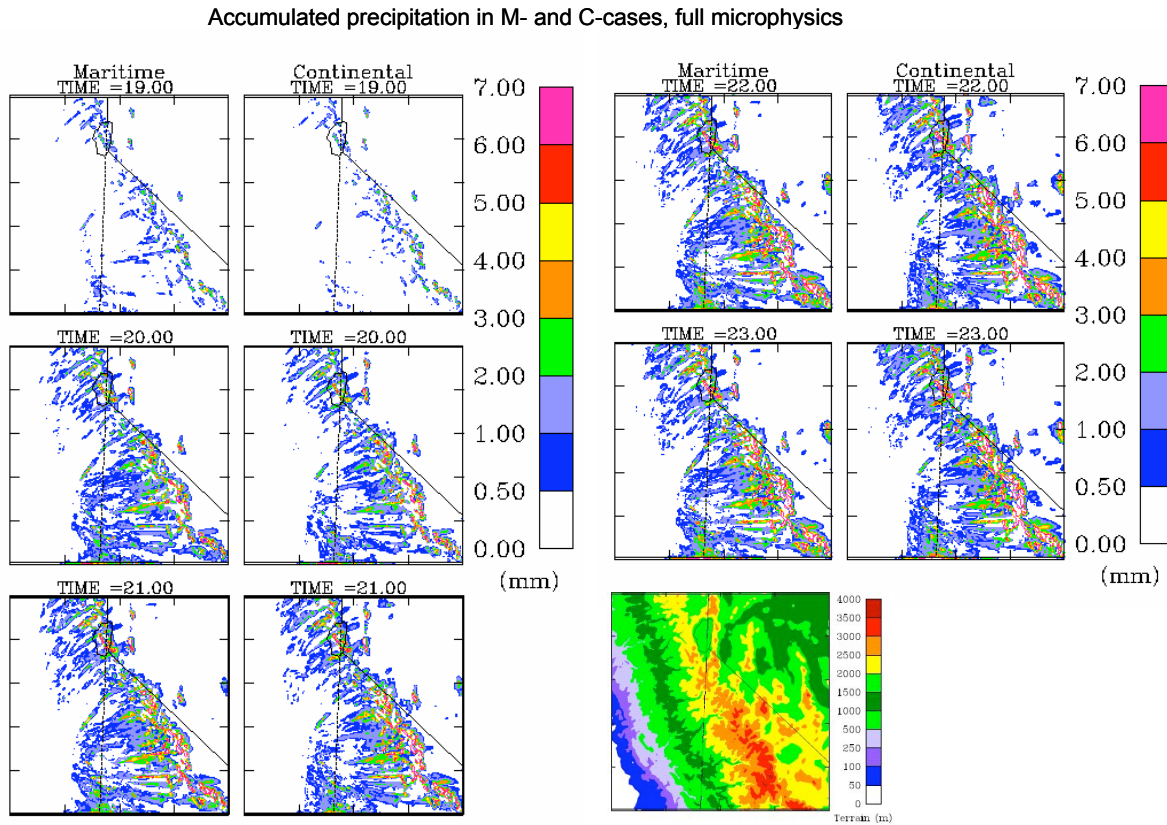 Accumulated precipitation in M- and C-cases, full microphysics
Maritime
TIME =19.00
Continental
TIME =19.00
7.00
6.00
5.00
4.00
3.00
2.00
1.00
0.50
0.00
(mm)
TIME =20.00
TIME =20.00
TIME =21.00
TIME =21.00
Maritime
TIME =22.00
Continental
TIME =22.00
7.00
6.00
5.00
4.00
3.00
2.00
1.00
0.50
0.00
(mm)
TIME =23.00
TIME =23.00
4000
3500
3000
2500
2000
1500
1000
500
250
100
50
0
Terrain (m)